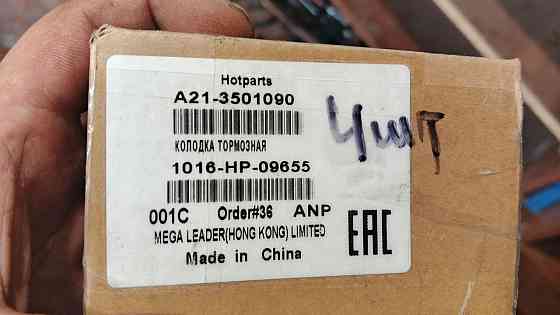 Hotparts
A21-3501090
КОЛОДКА ТОРМОЗНАЯ
1016-HP-09655
001C Order#36 ANP
MEGA LEADER(HONG KONG) LIMITED
Made in China
EAC
4шт